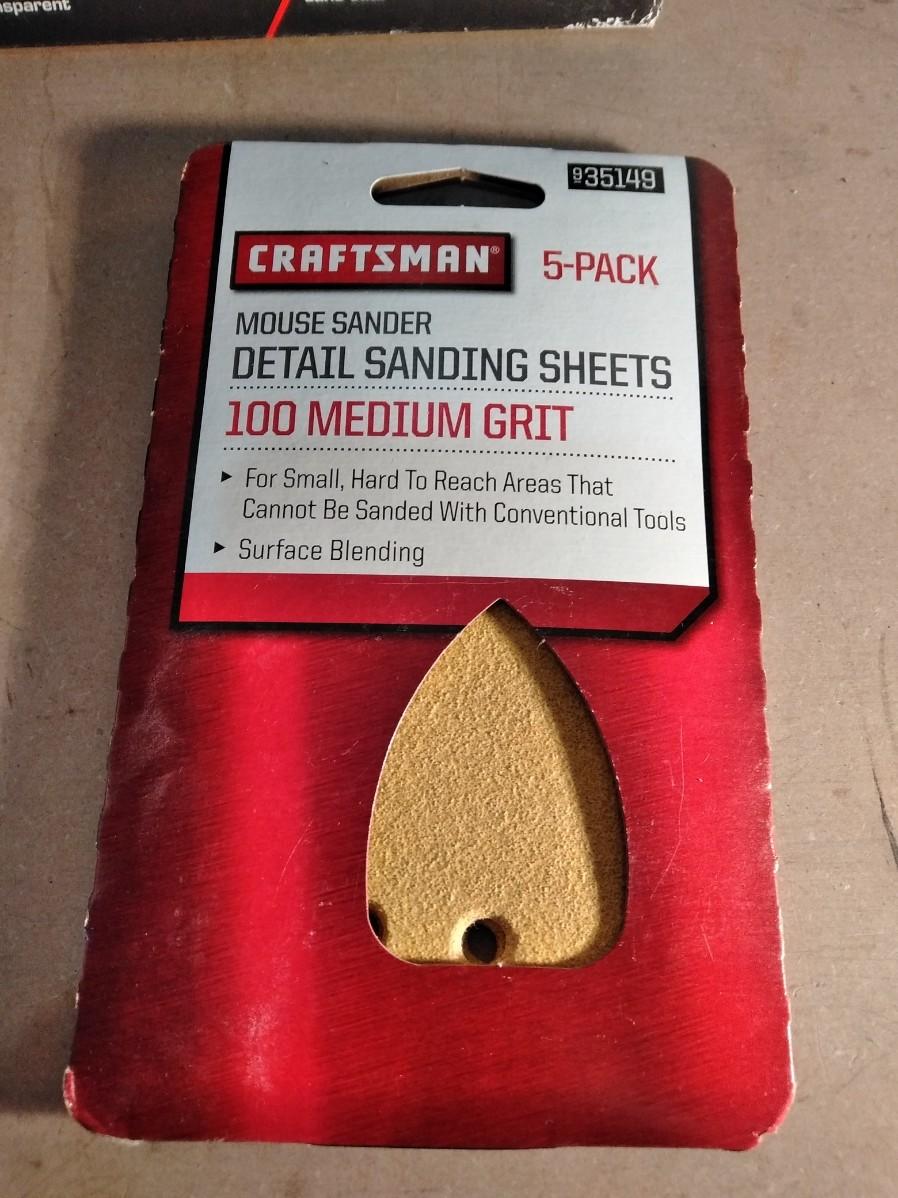 nsparent
935149
CRAFTSMAN®
5-PACK
MOUSE SANDER
DETAIL SANDING SHEETS
100 MEDIUM GRIT
▶ For Small, Hard To Reach Areas That
Cannot Be Sanded With Conventional Tools
▶ Surface Blending